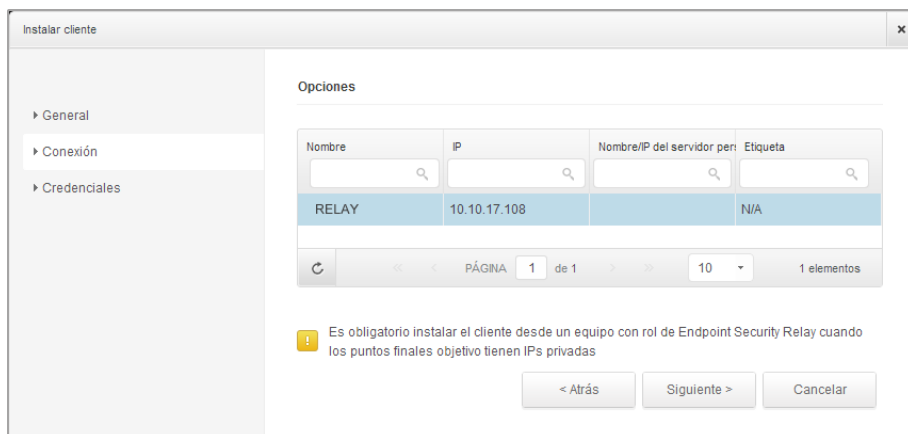 Instalar cliente
Opciones
General
Conexión
Credenciales
Nombre IP Nombre/IP del servidor pers Etiqueta
RELAY 10.10.17.108 N/A
PÁGINA 1 de 1 10 1 elementos
Es obligatorio instalar el cliente desde un equipo con rol de Endpoint Security Relay cuando
los puntos finales objetivo tienen IPs privadas
< Atrás Siguiente > Cancelar